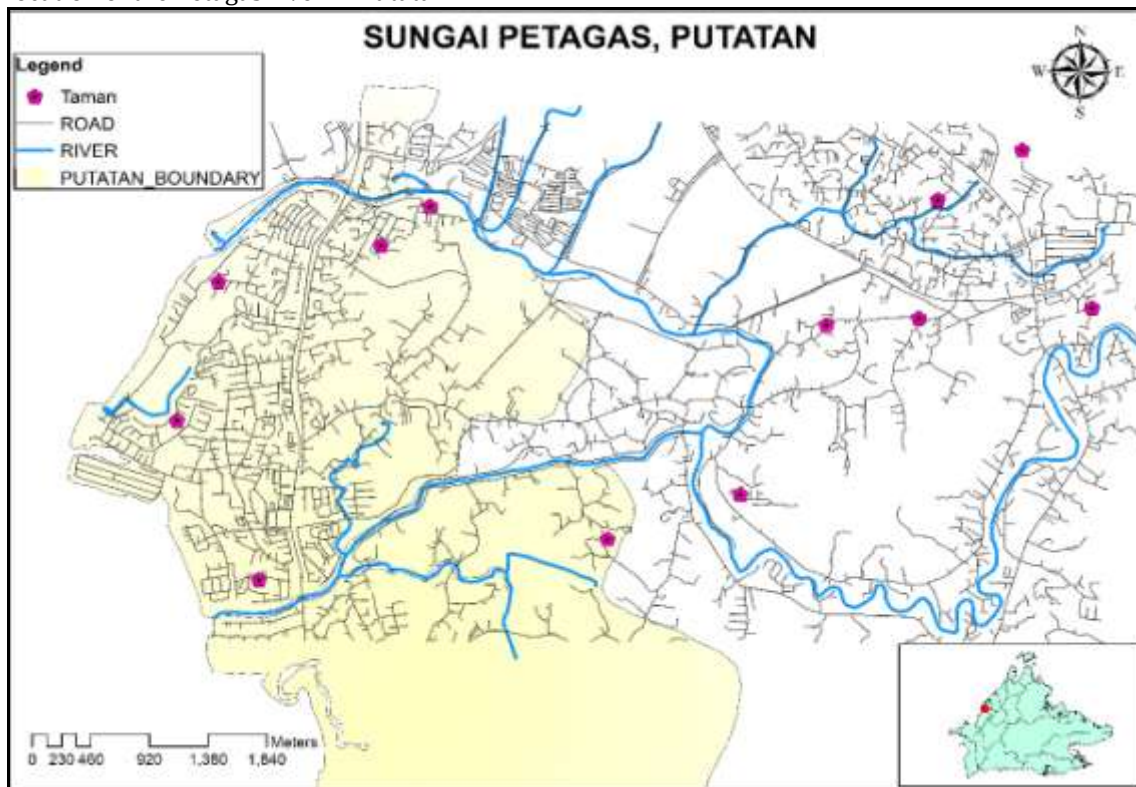 SUNGAI PETAGAS, PUTATAN
N
W E
S
Legend
Taman
ROAD
RIVER
PUTATAN_BOUNDARY
Meters
0 230 460 920 1,380 1,840